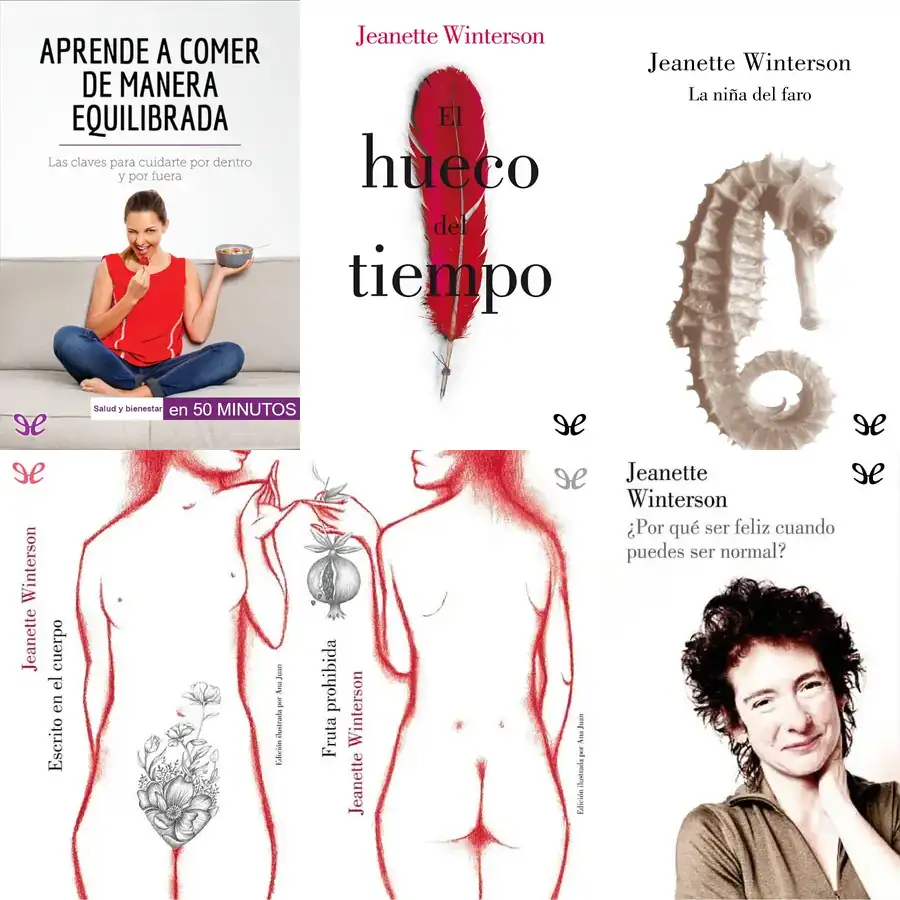 APRENDE A COMER
DE MANERA
EQUILIBRADA
Las claves para cuidarte por dentro
y por fuera
Salud y bienestar
en 50 MINUTOS
Jeanette Winterson
El
hueco
del
tiempo
Jeanette Winterson
La niña del faro
Jeanette Winterson
Escrito en el cuerpo
Edición ilustrada por Ana Juan
Fruta prohibida
Jeanette Winterson
Edición ilustrada por Ana Juan
Jeanette
Winterson
¿Por qué ser feliz cuando
puedes ser normal?